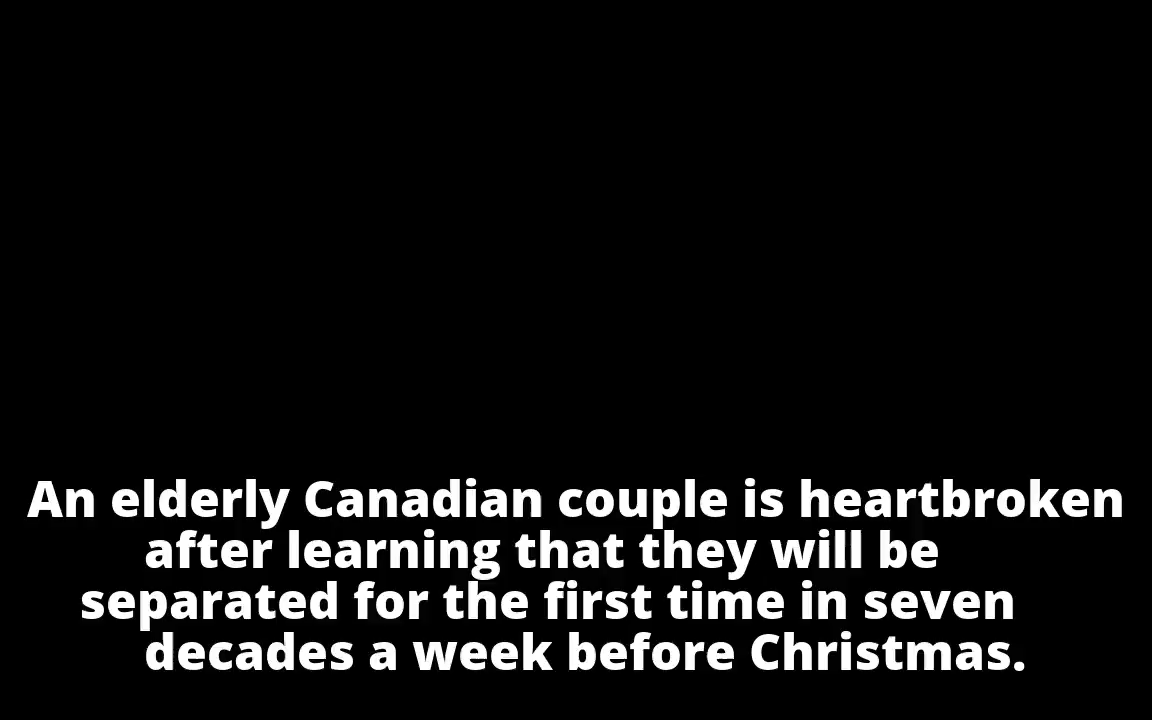 An elderly Canadian couple is heartbroken
after learning that they will be
separated for the first time in seven
decades a week before Christmas.